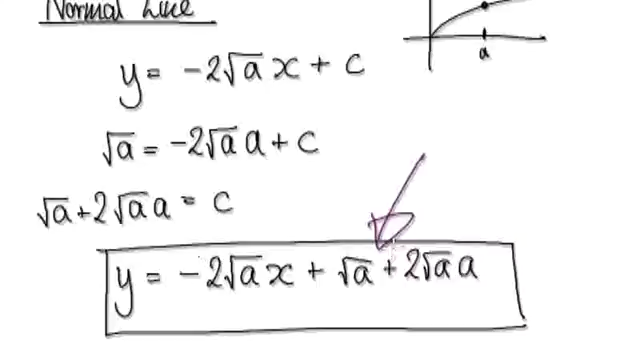 Normal Line
a
y = -2√a x + c
√a = -2√a a + c
√a + 2√a a = c
y = -2√a x + √a + 2√a a